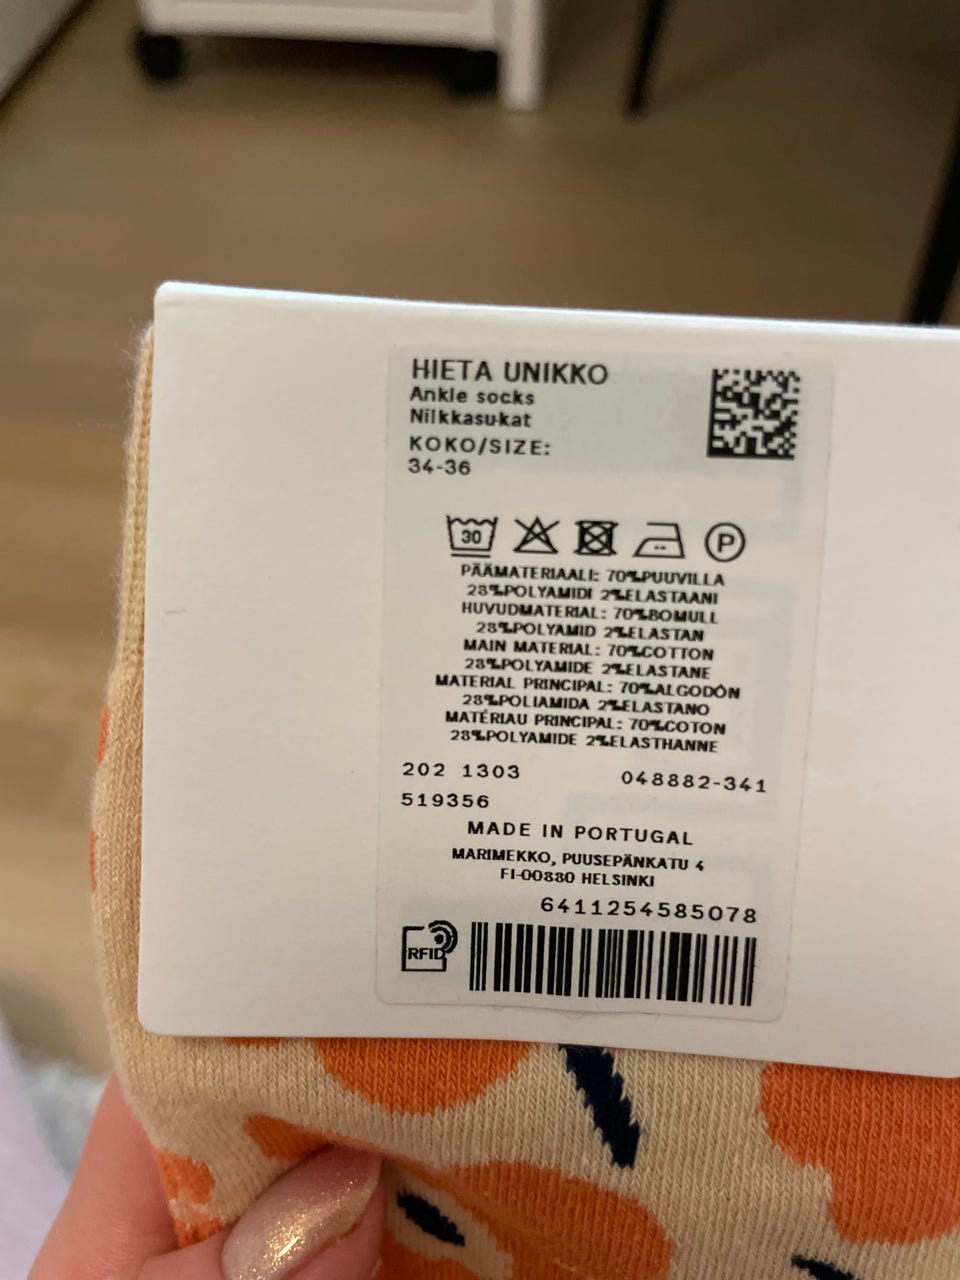 HIETA UNIKKO
Ankle socks
Nilkkasukat
KOKO/SIZE:
34-36
30
P
PÄÄMATERIAALI: 70%PUUVILLA
28%POLYAMIDI 2%ELASTAANI
HUVUDMATERIAL: 70%BOMULL
28%POLYAMID 2%ELASTAN
MAIN MATERIAL: 70%COTTON
28%POLYAMIDE 2%ELASTANE
MATERIAL PRINCIPAL: 70%ALGODÓN
28%POLIAMIDA 2%ELASTANO
MATÉRIAU PRINCIPAL: 70%COTON
28%POLYAMIDE 2%ELASTHANNE
202 1303 048882-341
519356
MADE IN PORTUGAL
MARIMEKKO, PUUSEPÄNKATU 4
FI-00880 HELSINKI
6411254585078
RFID